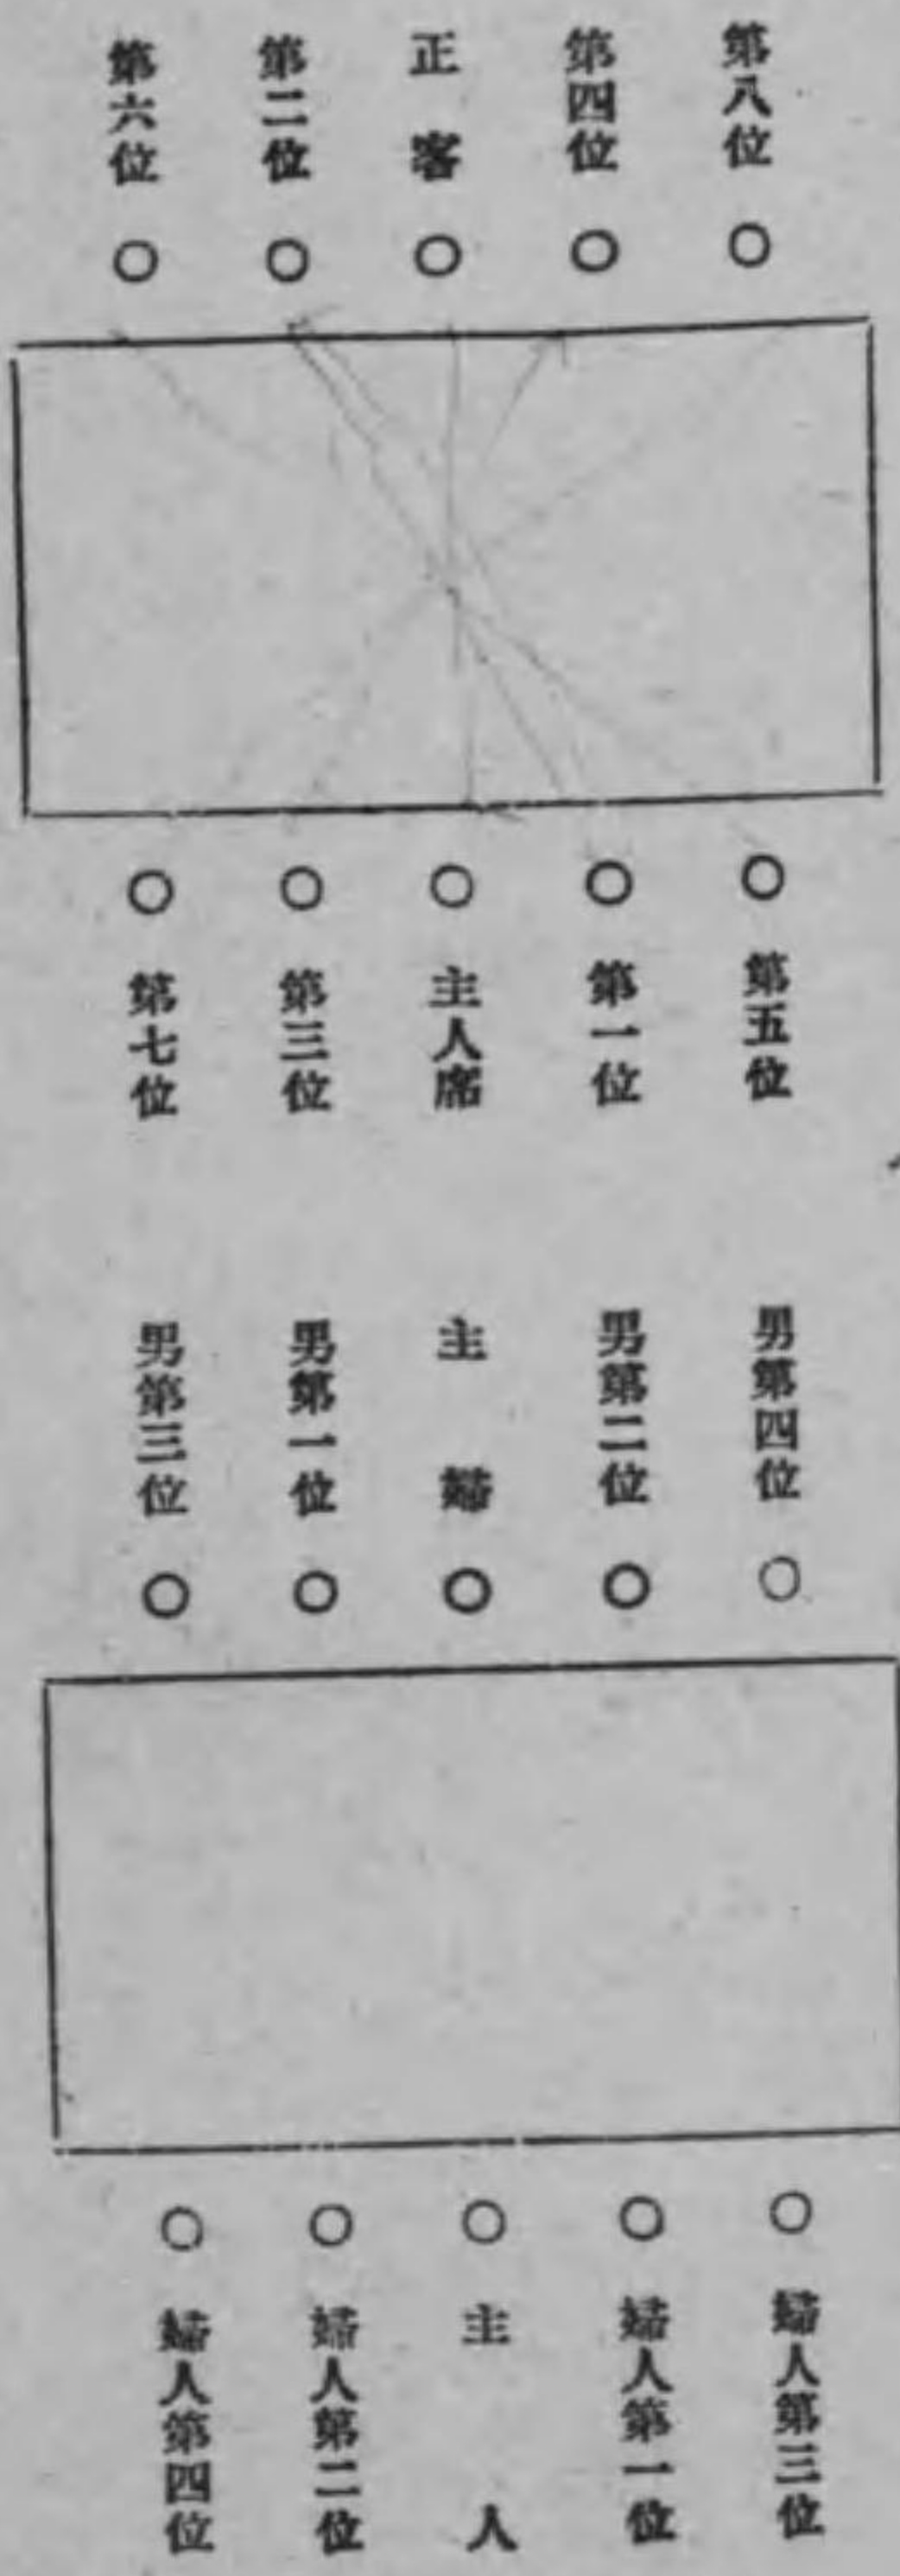 第八位
第四位
正客
第二位
第六位
第五位
第一位
主人席
第三位
第七位
男第四位
男第二位
主婦
男第一位
男第三位
婦人第三位
婦人第一位
主人
婦人第二位
婦人第四位